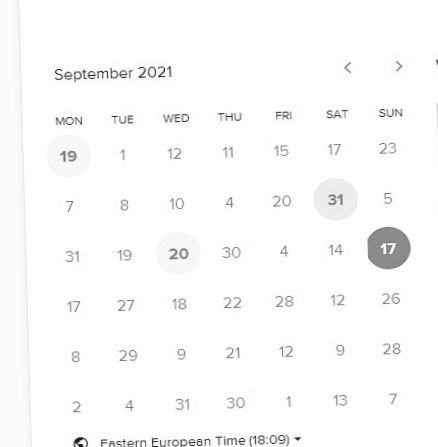 September 2021
MON TUE WED THU FRI SAT SUN
19 1 12 11 15 17 23
7 8 10 4 20 31 5
31 19 20 30 4 14 17
17 27 18 22 28 12 26
8 29 9 21 12 9 28
2 4 31 30 1 13 7
Eastern European Time (18:09)